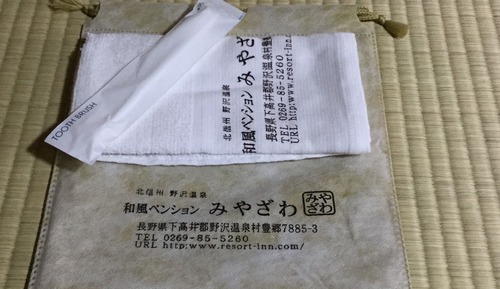 TOOTH BRUSH
北信州 野沢温泉
和風ペンション みやざわ
長野県下高井郡野沢温泉村豊
TEL 0269-85-5260
URL http;www.resort-inn.
北信州 野沢温泉
和風ペンション みやざわ
みや
ざわ
長野県下高井郡野沢温泉村豊郷7885-3
TEL 0269-85-5260
URL http;www.resort-inn.com/